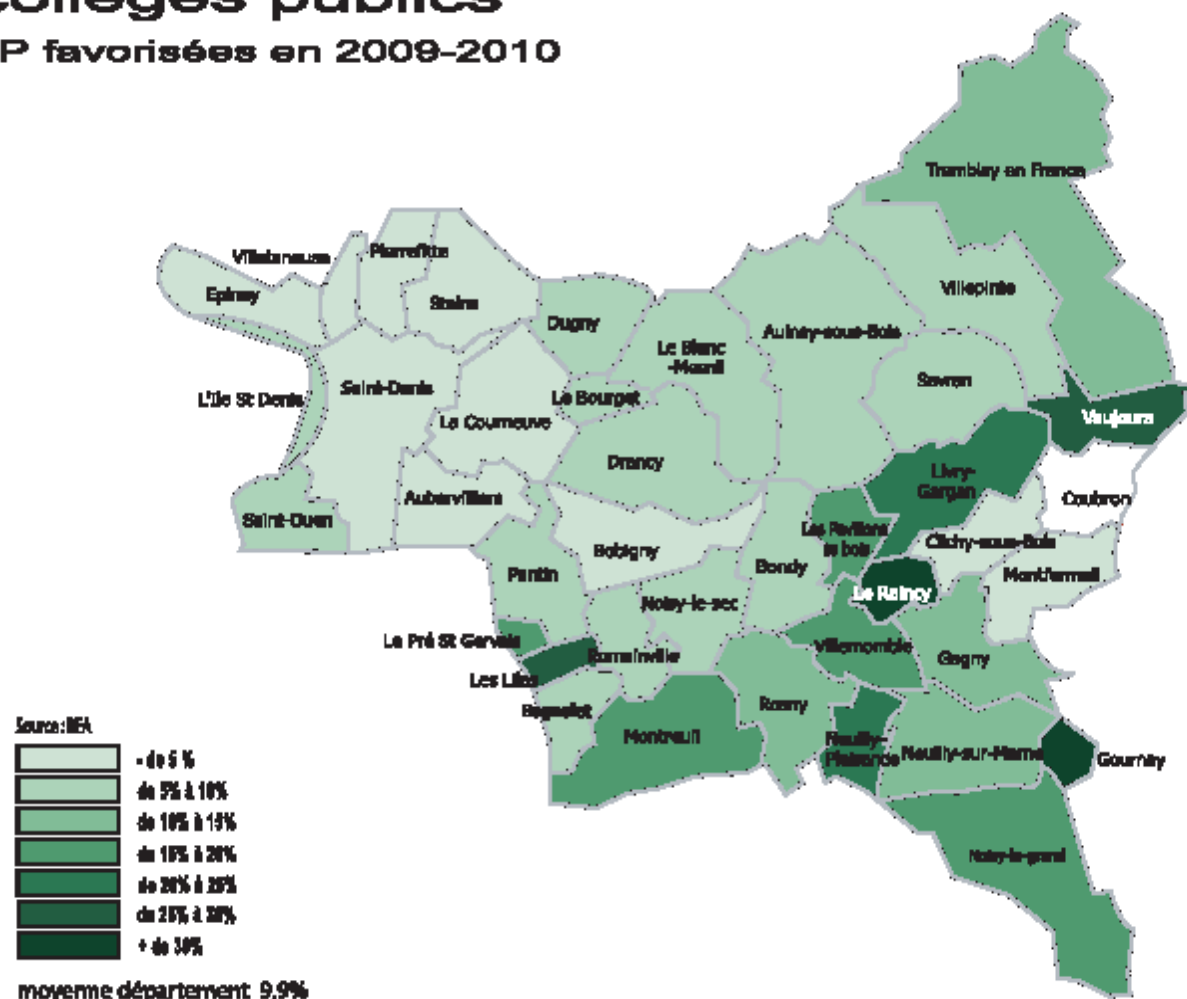 collèges publics
P favorisées en 2009-2010
Tremblay en France
Villetaneuse
Pierrefitte
Epinay
Stains
Villepinte
Dugny
Aulnay-sous-Bois
Le Blanc
-Mesnil
Sevran
Saint-Denis
L'Ile St Denis
Le Bourget
Vaujours
La Courneuve
Drancy
Livry-
Gargan
Aubervilliers
Coubron
Saint-Ouen
Les Pavillons
s/s bois
Clichy-sous-Bois
Bobigny
Bondy
Pantin
Montfermeil
Le Raincy
Noisy-le-sec
Le Pré St Gervais
Villemomble
Romainville
Gagny
Les Lilas
Bagnolet
Rosny
Montreuil
Neuilly-
Plaisance
Neuilly-sur-Marne
Gournay
Noisy-le-grand
Source:
- de 5 %
de 5% à 10%
de 10% à 15%
de 15% à 20%
de 20% à 25%
de 25% à 30%
+ de 30%
moyenne département 9.9%